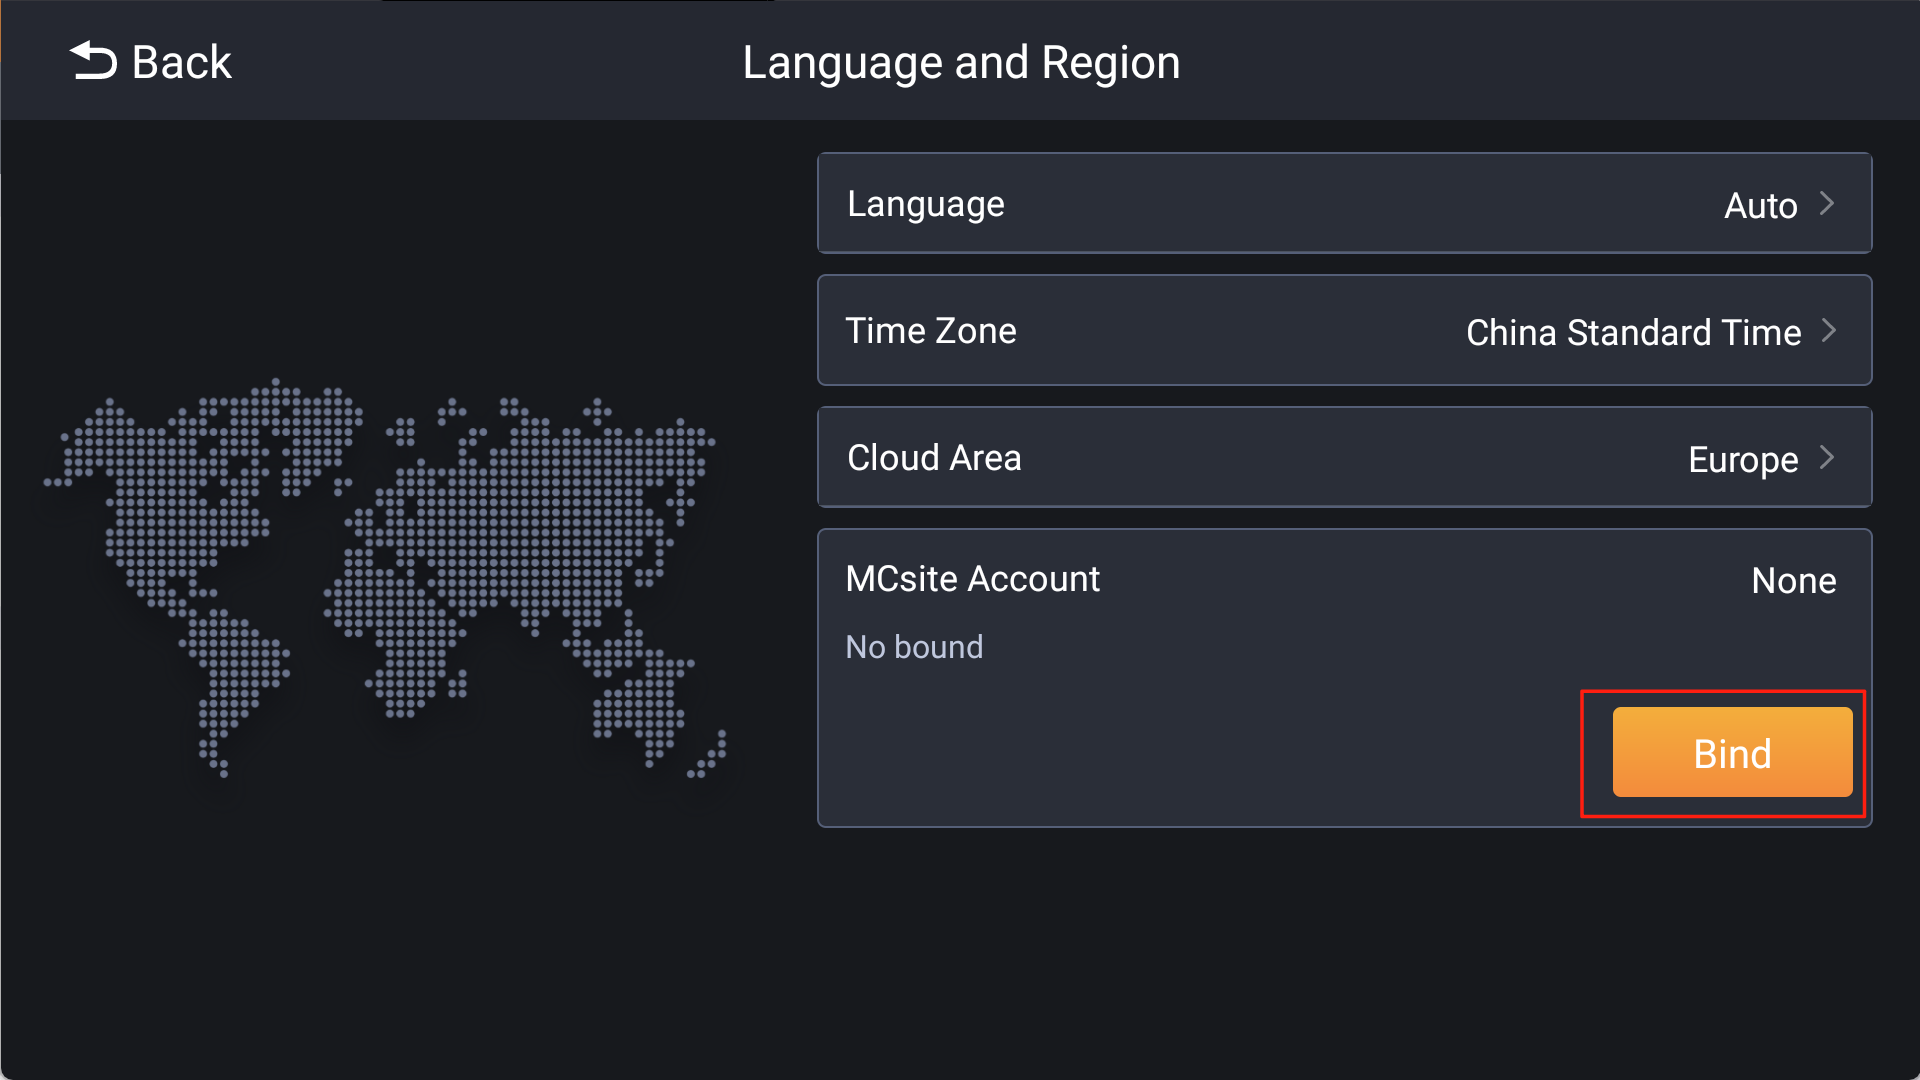 Back
Language and Region
Language
Auto
Time Zone
China Standard Time
Cloud Area
Europe
MCsite Account
None
No bound
Bind